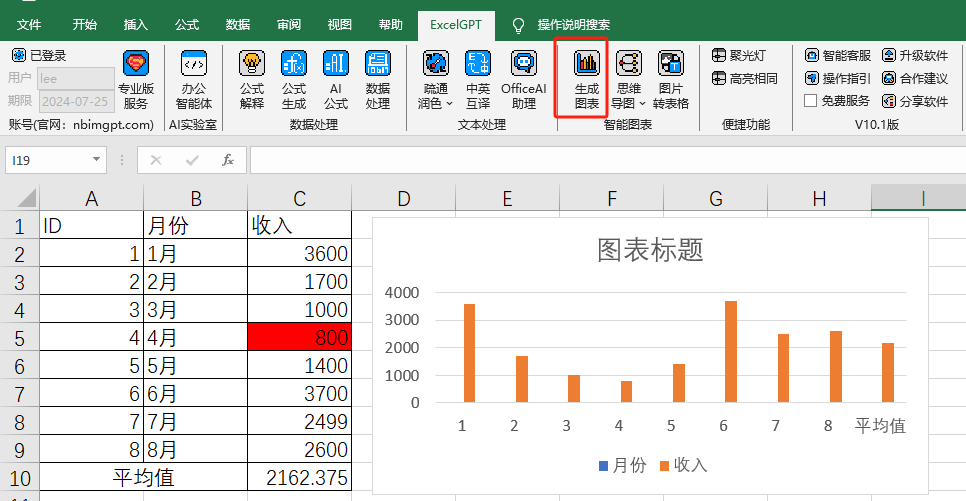 文件 开始 插入 公式 数据 审阅 视图 帮助 ExcelGPT 操作说明搜索
已登录
用户 lee
期限 2024-07-25
账号(官网：nbimgpt.com)
专业版
服务
办公
智能体
AI实验室
公式
解释
公式
生成
AI
公式
数据
处理
数据处理
疏通
润色
中英
互译
OfficeAI
助理
文本处理
生成
图表
思维
导图
图片
转表格
智能图表
聚光灯
高亮相同
便捷功能
智能客服 升级软件
操作指引 合作建议
免费服务 分享软件
V10.1版
I19 fx
A B C D E F G H I
1 ID 月份 收入
2 1 1月 3600
3 2 2月 1700
4 3 3月 1000
5 4 4月 800
6 5 5月 1400
7 6 6月 3700
8 7 7月 2499
9 8 8月 2600
10 平均值 2162.375
图表标题
4000
3000
2000
1000
0
1 2 3 4 5 6 7 8 平均值
月份 收入